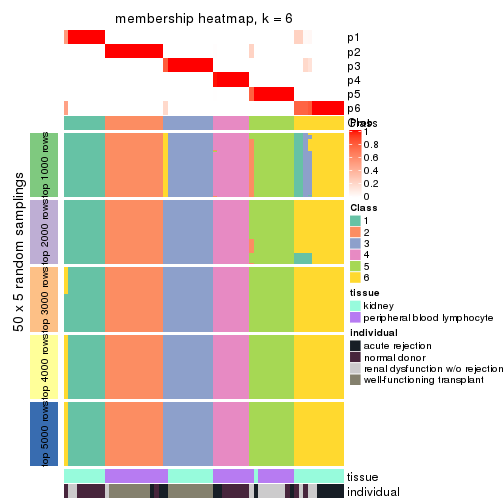 membership heatmap, k = 6
p1
p2
p3
p4
p5
p6
Class
Prob
1
0.8
0.6
0.4
0.2
0
Class
1
2
3
4
5
6
tissue
kidney
peripheral blood lymphocyte
individual
acute rejection
normal donor
renal dysfunction w/o rejection
well-functioning transplant
50 x 5 random samplings
top 1000 rows
top 2000 rows
top 3000 rows
top 4000 rows
top 5000 rows
tissue
individual